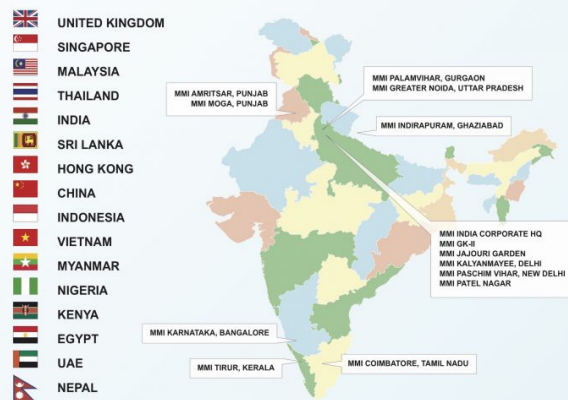 UNITED KINGDOM
SINGAPORE
MALAYSIA
THAILAND
INDIA
SRI LANKA
HONG KONG
CHINA
INDONESIA
VIETNAM
MYANMAR
NIGERIA
KENYA
EGYPT
UAE
NEPAL
MMI AMRITSAR, PUNJAB
MMI MOGA, PUNJAB
MMI PALAMVIHAR, GURGAON
MMI GREATER NOIDA, UTTAR PRADESH
MMI INDIRAPURAM, GHAZIABAD
MMI INDIA CORPORATE HQ
MMI GK-II
MMI JAJOURI GARDEN
MMI KALYANMAYEE, DELHI
MMI PASCHIM VIHAR, NEW DELHI
MMI PATEL NAGAR
MMI KARNATAKA, BANGALORE
MMI TIRUR, KERALA
MMI COIMBATORE, TAMIL NADU